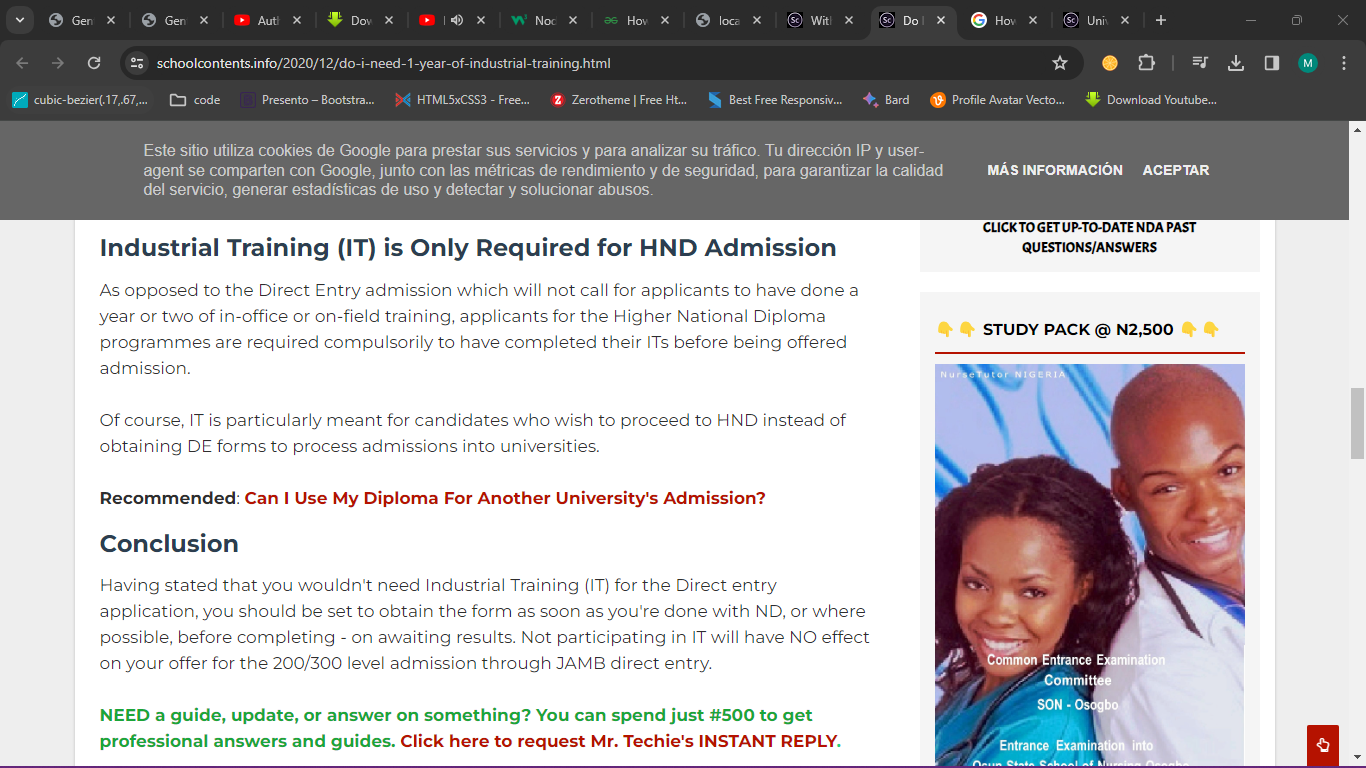 Gen
Gen
Aut
Dov
Nod
How
loca
Witl
Do I
How
Univ
schoolcontents.info/2020/12/do-i-need-1-year-of-industrial-training.html
M
cubic-bezier(.17,.67,...
code
Presento – Bootstra...
HTML5xCSS3 - Free...
Zerotheme | Free Ht...
Best Free Responsiv...
Bard
Profile Avatar Vecto...
Download Youtube...
Este sitio utiliza cookies de Google para prestar sus servicios y para analizar su tráfico. Tu dirección IP y user-
agent se comparten con Google, junto con las métricas de rendimiento y de seguridad, para garantizar la calidad
del servicio, generar estadísticas de uso y detectar y solucionar abusos.
MÁS INFORMACIÓN
ACEPTAR
Industrial Training (IT) is Only Required for HND Admission
As opposed to the Direct Entry admission which will not call for applicants to have done a
year or two of in-office or on-field training, applicants for the Higher National Diploma
programmes are required compulsorily to have completed their ITs before being offered
admission.
Of course, IT is particularly meant for candidates who wish to proceed to HND instead of
obtaining DE forms to process admissions into universities.
Recommended: Can I Use My Diploma For Another University's Admission?
Conclusion
Having stated that you wouldn't need Industrial Training (IT) for the Direct entry
application, you should be set to obtain the form as soon as you're done with ND, or where
possible, before completing - on awaiting results. Not participating in IT will have NO effect
on your offer for the 200/300 level admission through JAMB direct entry.
NEED a guide, update, or answer on something? You can spend just #500 to get
professional answers and guides. Click here to request Mr. Techie's INSTANT REPLY.
CLICK TO GET UP-TO-DATE NDA PAST
QUESTIONS/ANSWERS
👇👇 STUDY PACK @ N2,500 👇👇
NurseTutor NIGERIA
Common Entrance Examination
Committee
SON - Osogbo
Entrance Examination into
Osun State School of Nursing Osogbo